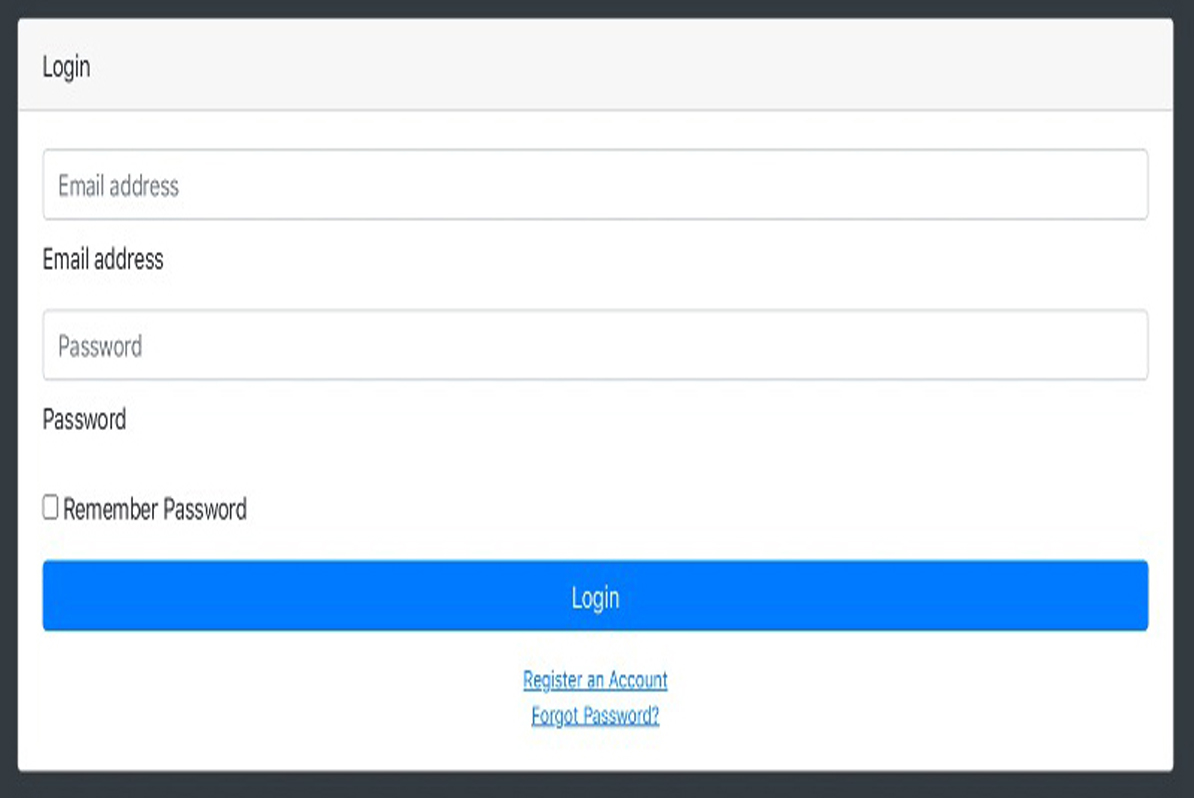 Login
Email address
Email address
Password
Password
Remember Password
Login
Register an Account
Forgot Password?